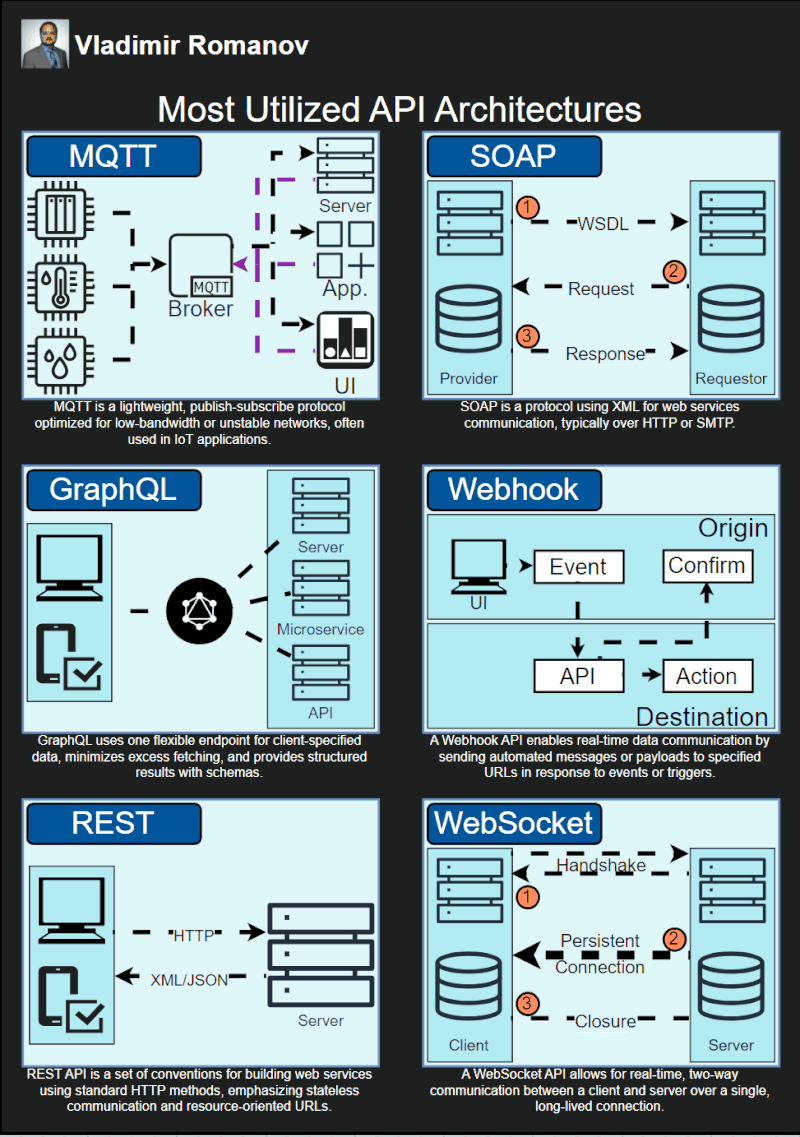 Vladimir Romanov
Most Utilized API Architectures
MQTT
Server
MQTT
Broker
App.
UI
MQTT is a lightweight, publish-subscribe protocol
optimized for low-bandwidth or unstable networks, often
used in IoT applications.
SOAP
1
WSDL
2
Request
3
Response
Provider
Requestor
SOAP is a protocol using XML for web services
communication, typically over HTTP or SMTP.
GraphQL
Server
Microservice
API
GraphQL uses one flexible endpoint for client-specified
data, minimizes excess fetching, and provides structured
results with schemas.
Webhook
Origin
UI
Event
Confirm
API
Action
Destination
A Webhook API enables real-time data communication by
sending automated messages or payloads to specified
URLs in response to events or triggers.
REST
HTTP
XML/JSON
Server
REST API is a set of conventions for building web services
using standard HTTP methods, emphasizing stateless
communication and resource-oriented URLs.
WebSocket
Handshake
1
Persistent
2
Connection
3
Closure
Client
Server
A WebSocket API allows for real-time, two-way
communication between a client and server over a single,
long-lived connection.